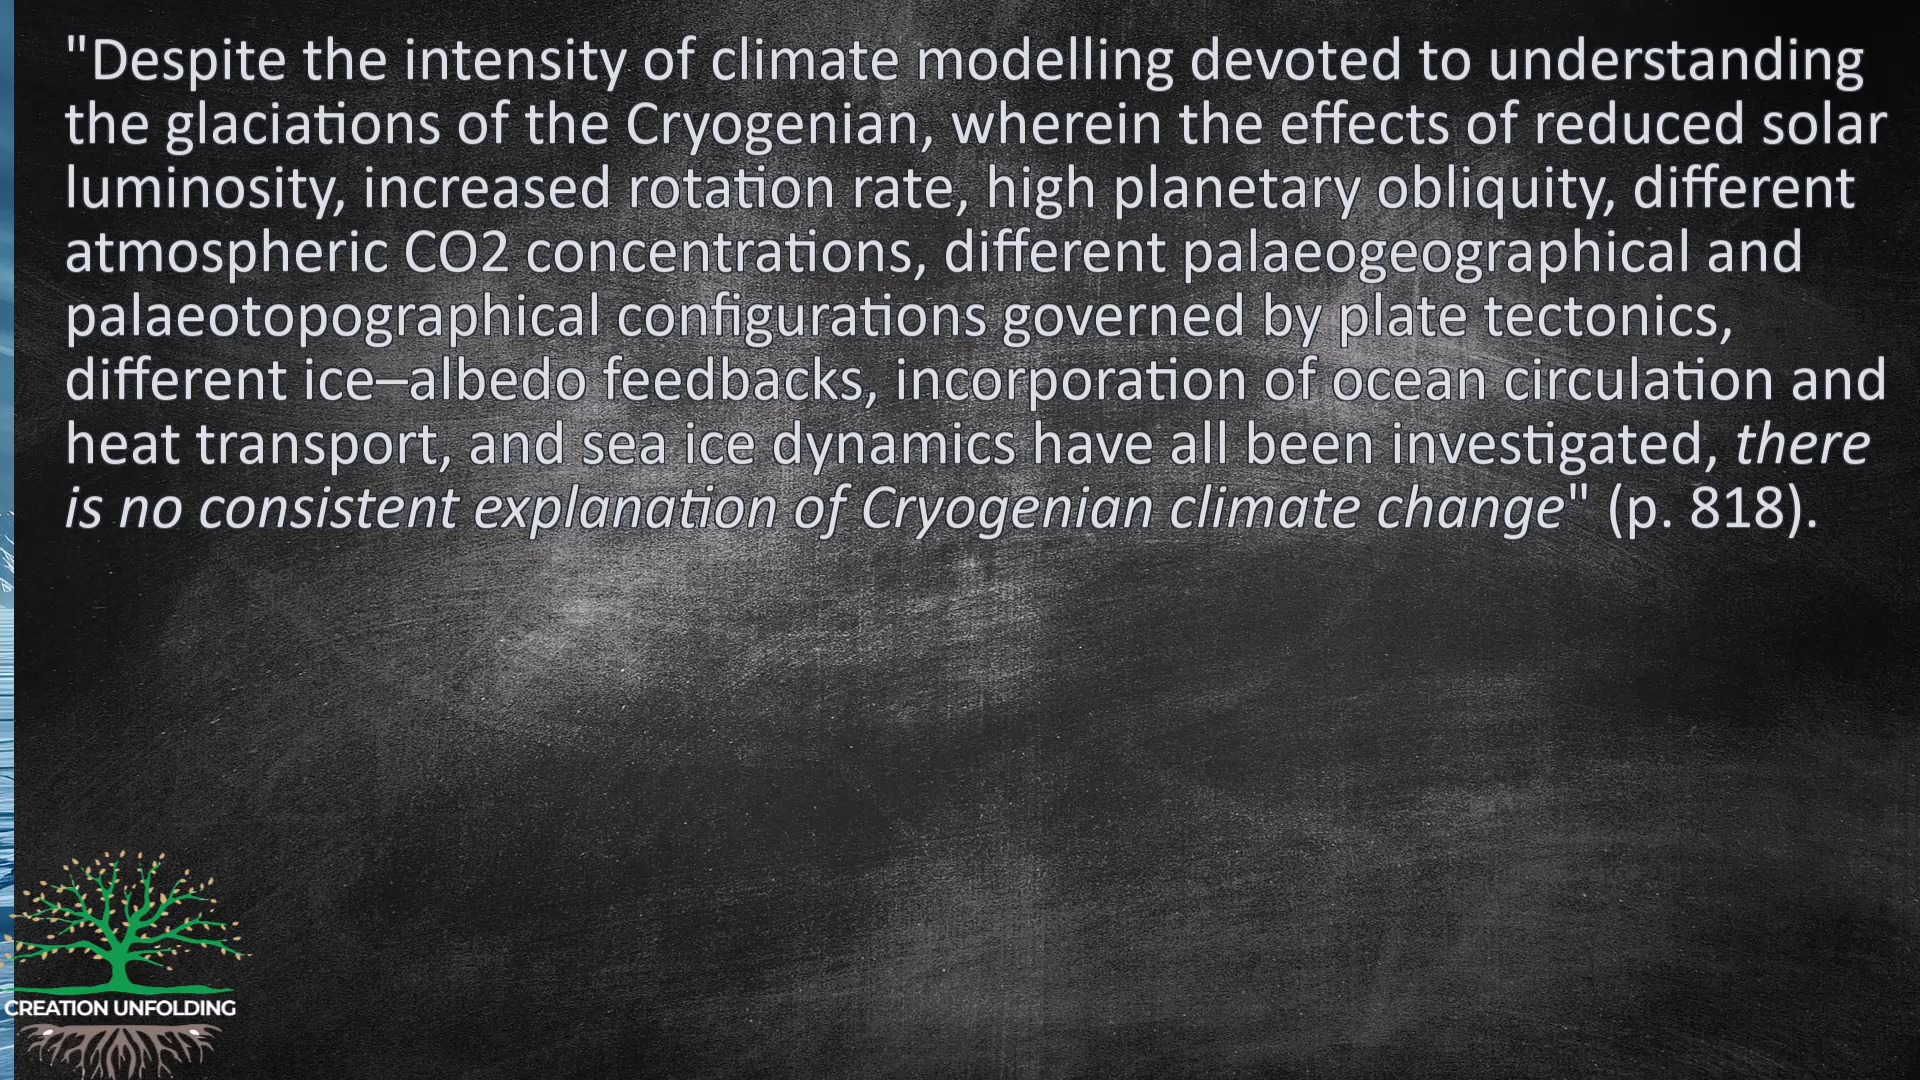 "Despite the intensity of climate modelling devoted to understanding
the glaciations of the Cryogenian, wherein the effects of reduced solar
luminosity, increased rotation rate, high planetary obliquity, different
atmospheric CO2 concentrations, different palaeogeographical and
palaeotopographical configurations governed by plate tectonics,
different ice–albedo feedbacks, incorporation of ocean circulation and
heat transport, and sea ice dynamics have all been investigated, there
is no consistent explanation of Cryogenian climate change" (p. 818).
CREATION UNFOLDING